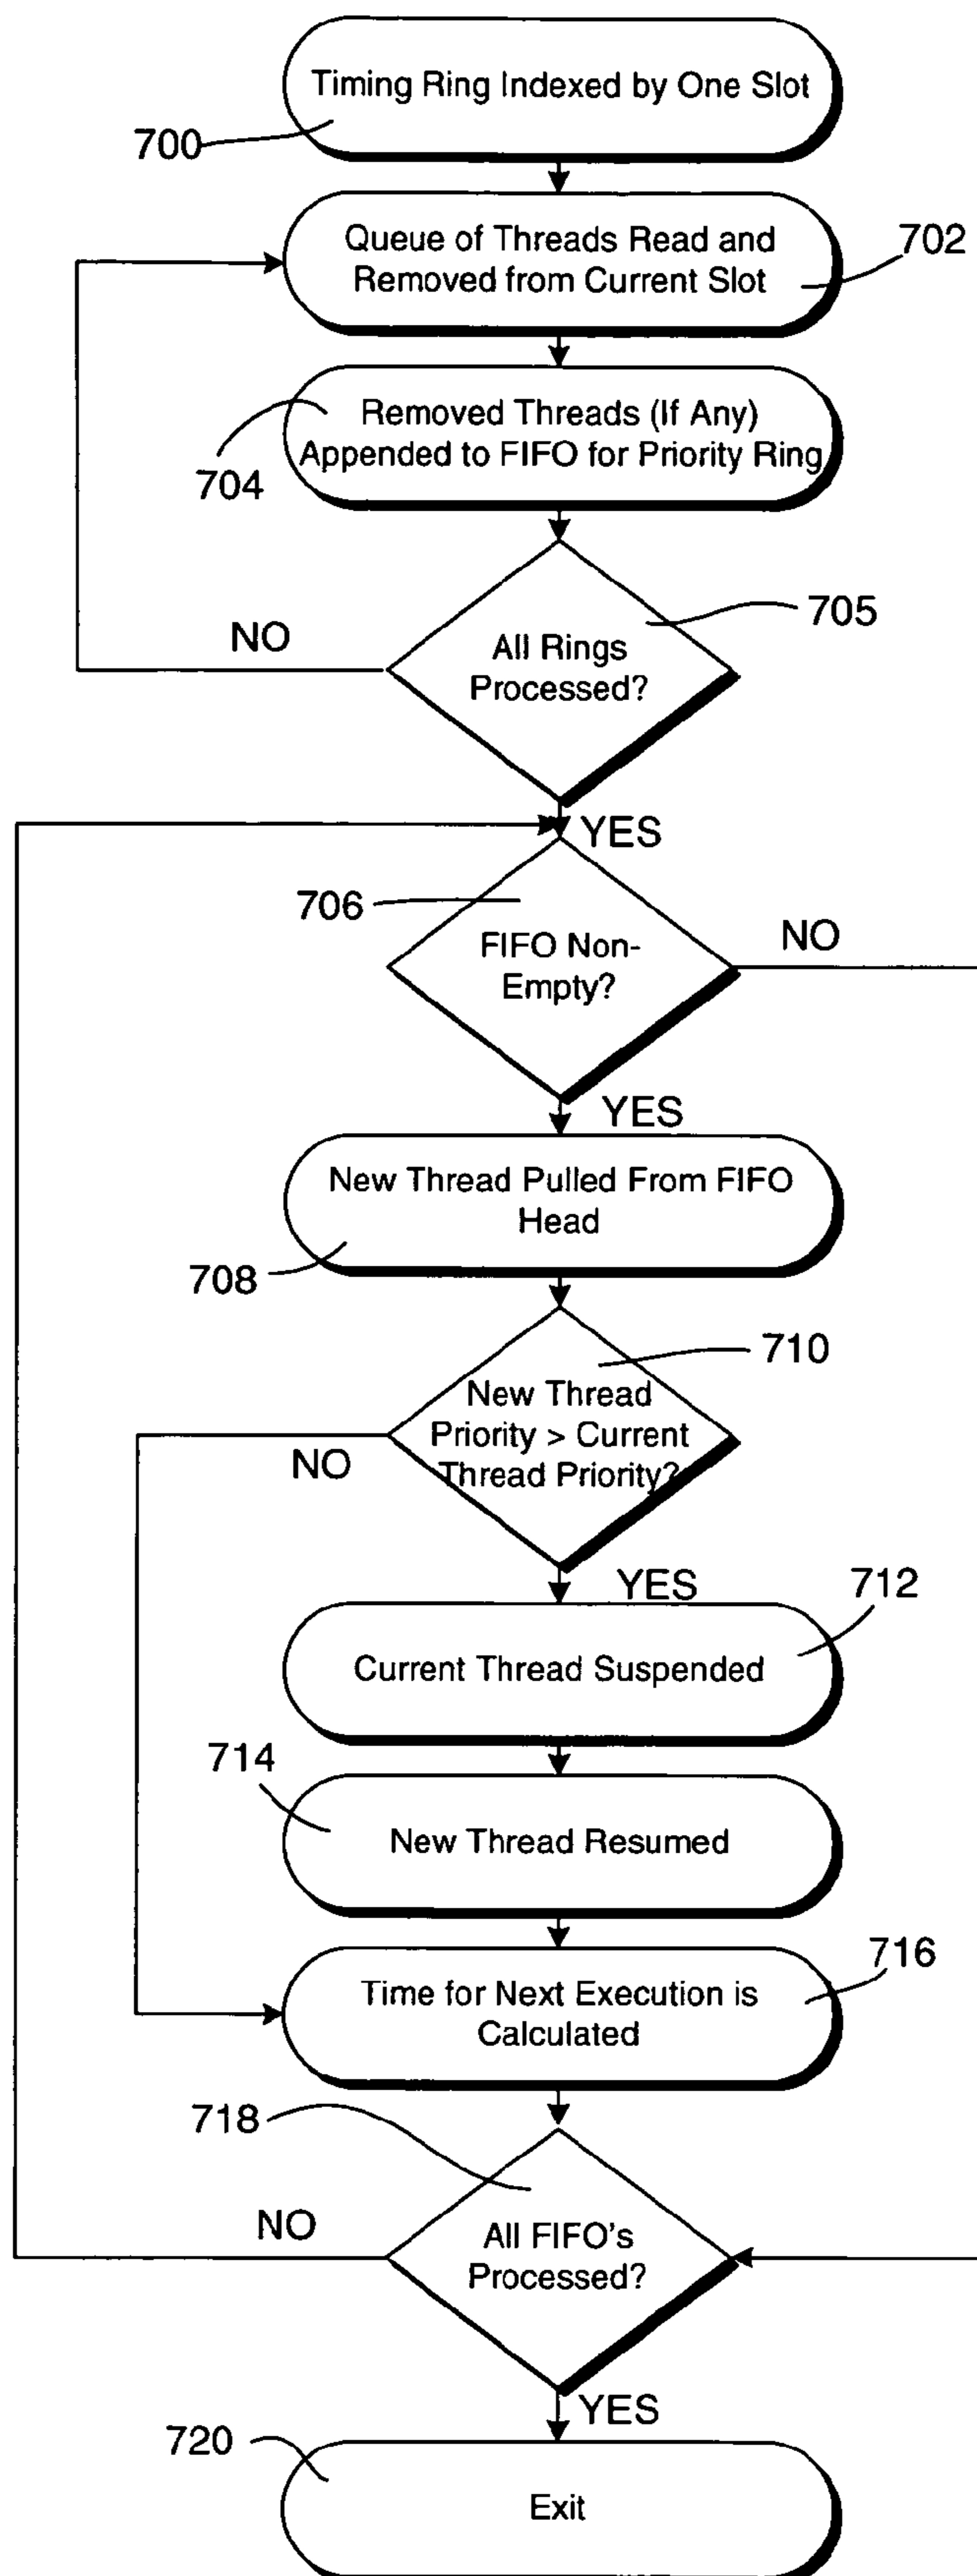 Timing Ring Indexed by One Slot
700
Queue of Threads Read and
Removed from Current Slot
702
Removed Threads (If Any)
Appended to FIFO for Priority Ring
704
705
All Rings
Processed?
NO
YES
706
FIFO Non-
Empty?
NO
YES
New Thread Pulled From FIFO
Head
708
710
New Thread
Priority > Current
Thread Priority?
NO
YES
712
Current Thread Suspended
714
New Thread Resumed
716
Time for Next Execution is
Calculated
718
All FIFO's
Processed?
NO
YES
720
Exit